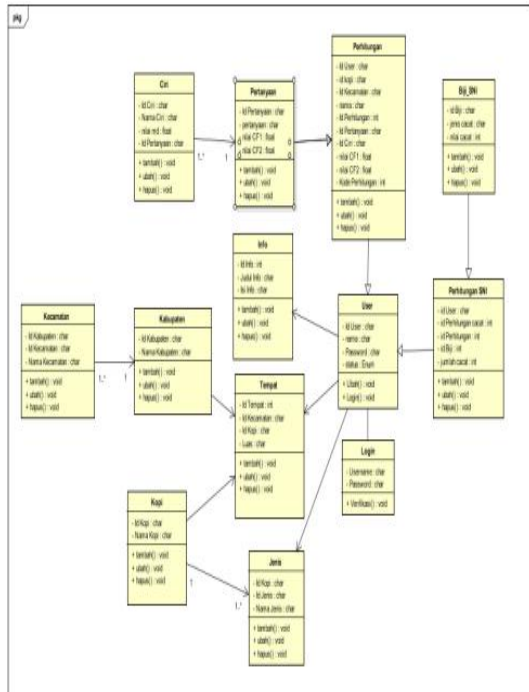 pkg
Ciri
- Id Ciri : char
- Nama Ciri : char
- nilai md : float
- Id Pertanyaan : char
+ tambah() : void
+ ubah() : void
+ hapus() : void
1..*
1
Pertanyaan
- Id Pertanyaan : char
- pertanyaan : char
nilai CF1 : float
nilai CF2 : float
+ tambah() : void
+ ubah() : void
+ hapus() : void
Perhitungan
- Id User : char
- id kopi : char
- Id Kecamatan : char
- nama : char
- Id Perhitungan : int
- Id Pertanyaan : char
- Id Ciri : char
- nilai CF1 : float
- nilai CF2 : float
- Kode Perhitungan : int
+ tambah() : void
+ ubah() : void
+ hapus() : void
Biji_SNI
- id Biji : char
- jenis cacat : char
- nilai cacat : int
+ tambah() : void
+ ubah() : void
+ hapus() : void
Info
- Id Info : int
- Judul Info : char
- Isi Info : char
+ tambah() : void
+ ubah() : void
+ hapus() : void
Kecamatan
- Id Kabupaten : char
- Id Kecamatan : char
- Nama Kecamatan : char
+ tambah() : void
+ ubah() : void
+ hapus() : void
1..*
1
Kabupaten
- Id Kabupaten : char
- Nama Kabupaten : char
+ tambah() : void
+ ubah() : void
+ hapus() : void
User
- Id User : char
- nama : char
- Password : char
- status : Enum
+ Ubah() : void
+ Login() : void
Perhitungan SNI
- id User : char
- id Perhitungan cacat : int
- id Perhitungan : int
- id Biji : int
- jumlah cacat : int
+ tambah() : void
+ ubah() : void
+ hapus() : void
Tempat
- Id Tempat : int
- Id Kecamatan : char
- Id Kopi : char
- Luas : char
+ tambah() : void
+ ubah() : void
+ hapus() : void
Login
- Username : char
- Password : char
+ Verifikasi() : void
Kopi
- Id Kopi : char
- Nama Kopi : char
+ tambah() : void
+ ubah() : void
+ hapus() : void
1
1..*
Jenis
- Id Kopi : char
- Id Jenis : char
- Nama Jenis : char
+ tambah() : void
+ ubah() : void
+ hapus() : void